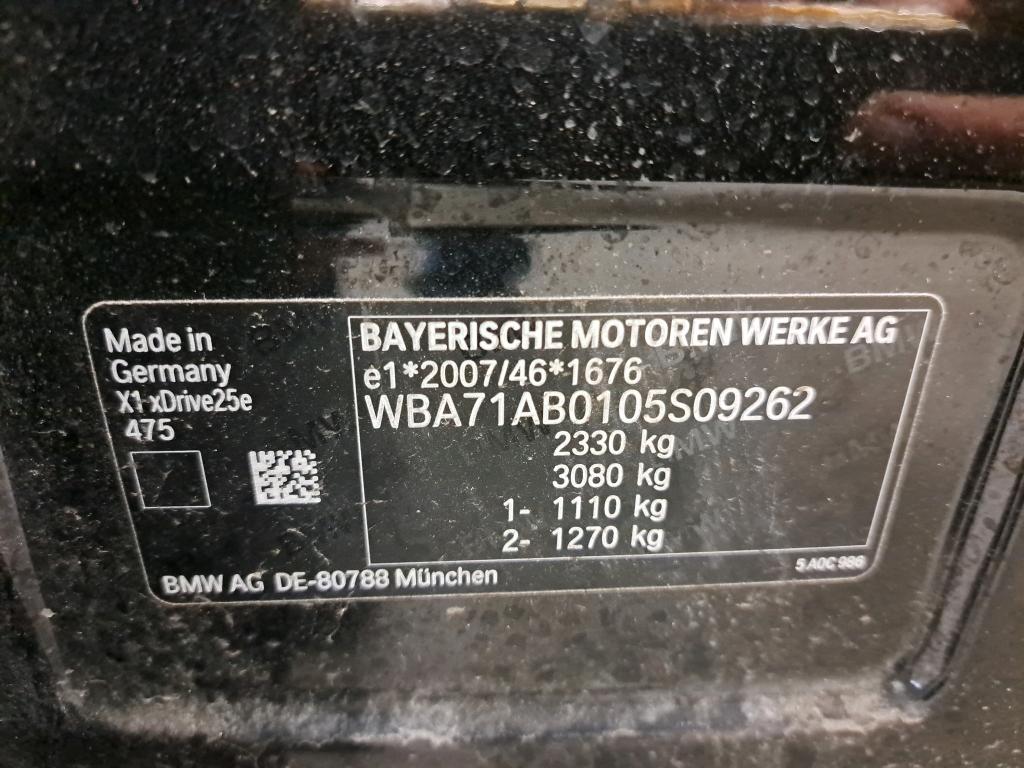 Made in
Germany
X1 xDrive25e
475
BAYERISCHE MOTOREN WERKE AG
e1*2007/46*1676
WBA71AB0105S09262
2330 kg
3080 kg
1- 1110 kg
2- 1270 kg
BMW AG DE-80788 München
5 A0C 986